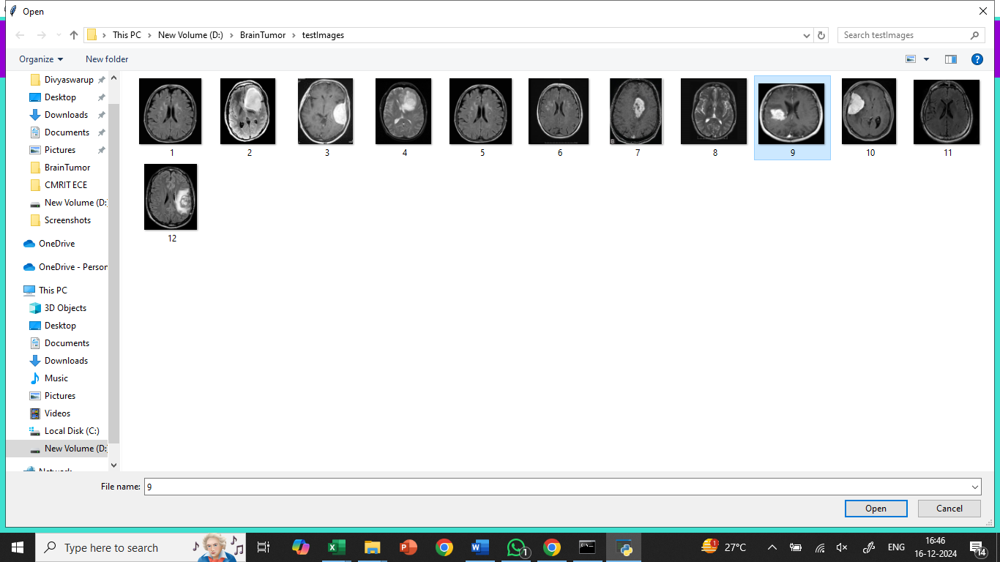 Open
This PC > New Volume (D:) > BrainTumor > testImages
Search testImages
Organize
New folder
Divyaswarup
Desktop
Downloads
Documents
Pictures
BrainTumor
CMRIT ECE
New Volume (D:)
Screenshots
OneDrive
OneDrive - Person
This PC
3D Objects
Desktop
Documents
Downloads
Music
Pictures
Videos
Local Disk (C:)
New Volume (D:)
Network
1
2
3
4
5
6
B
7
8
9
10
11
12
File name:
9
Open
Cancel
Type here to search
1
1
27°C
ENG
16:46
16-12-2024
14